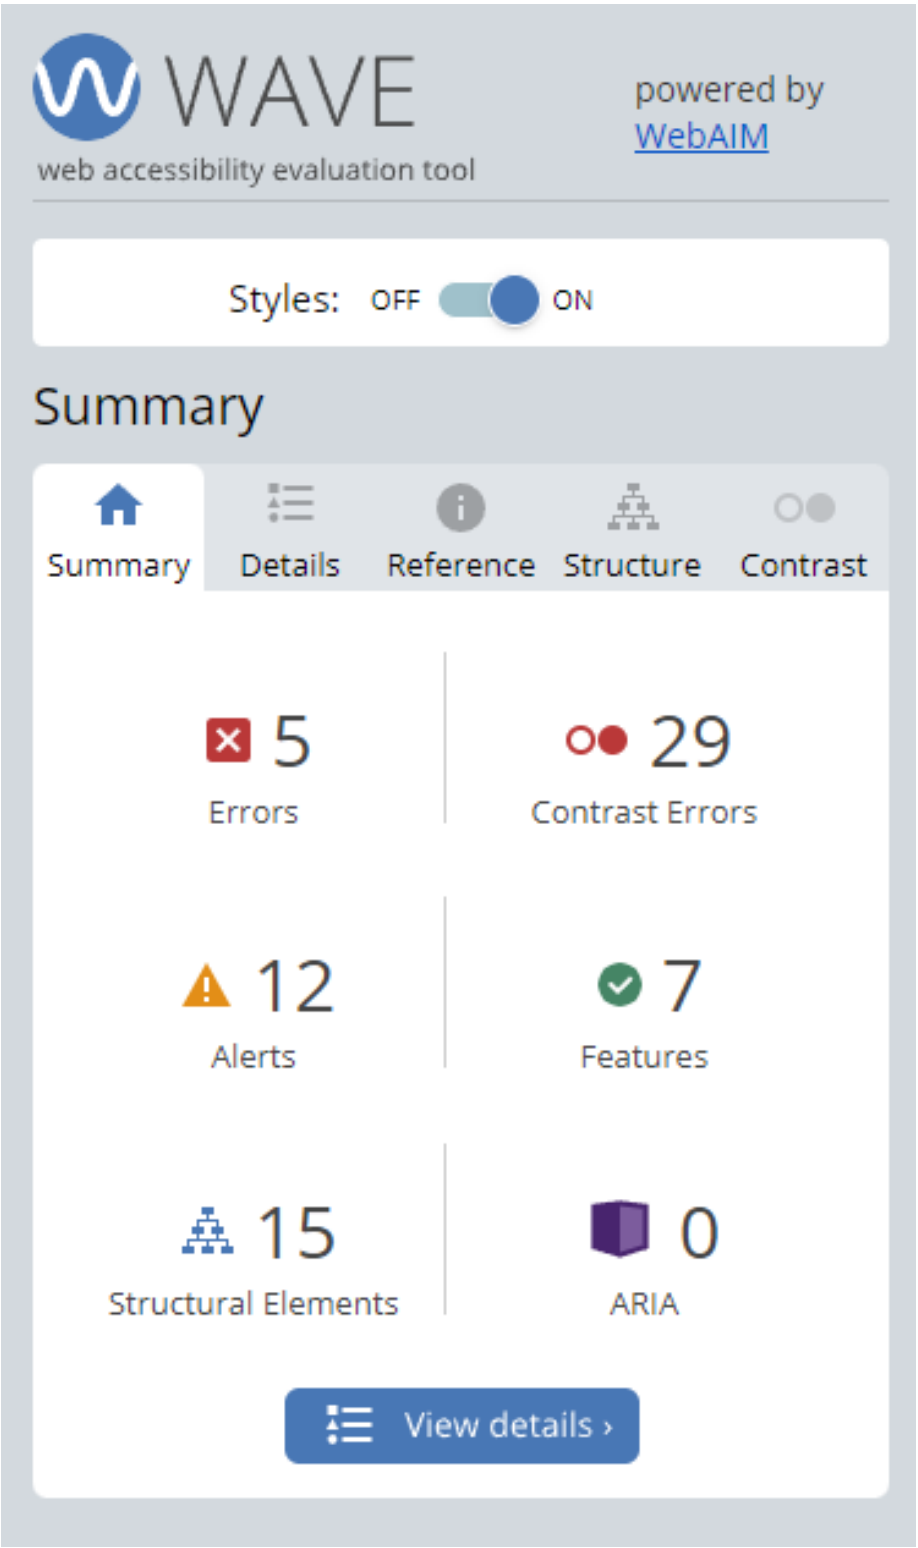 WAVE
web accessibility evaluation tool
powered by
WebAIM
Styles: OFF ON
Summary
Summary Details Reference Structure Contrast
5
Errors
29
Contrast Errors
12
Alerts
7
Features
15
Structural Elements
0
ARIA
View details ›